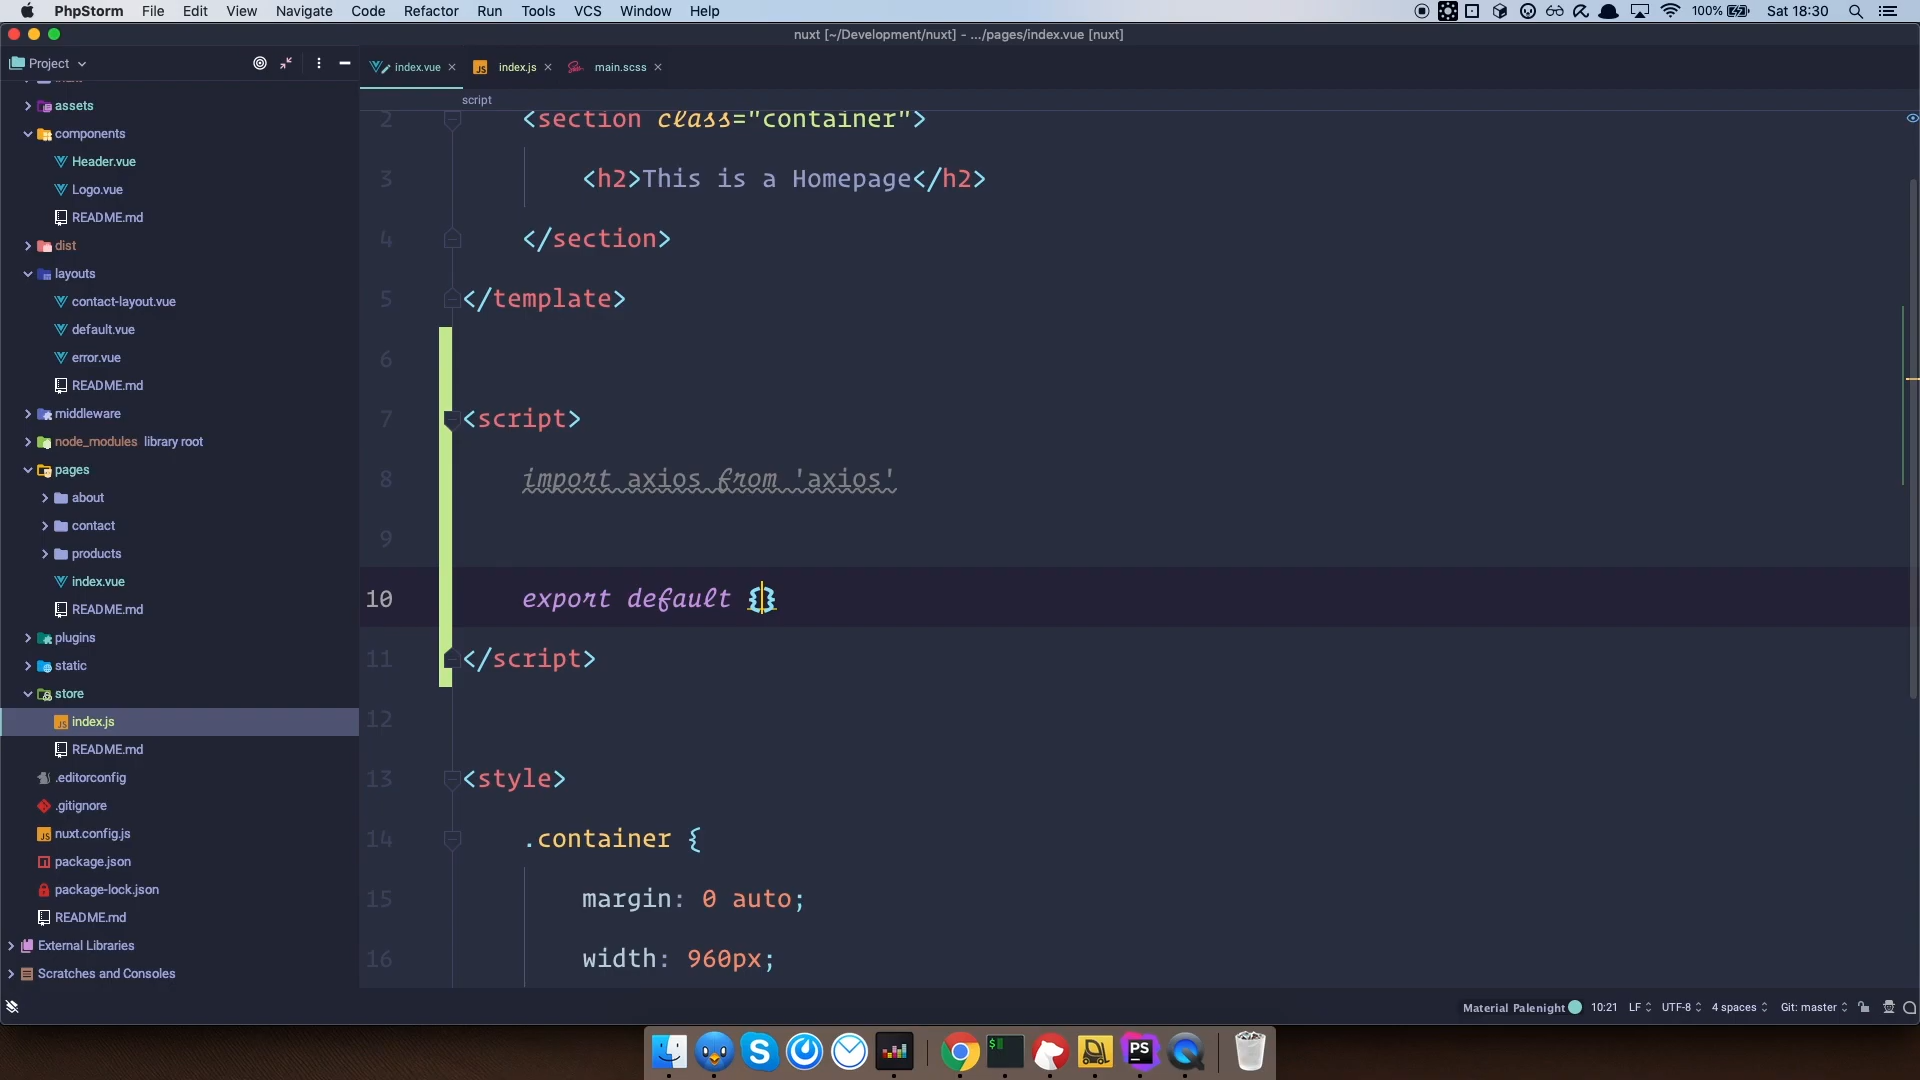 PhpStorm File Edit View Navigate Code Refactor Run Tools VCS Window Help 100% Sat 18:30
nuxt [~/Development/nuxt] - .../pages/index.vue [nuxt]
Project
index.vue index.js main.scss
script
assets
components
Header.vue
Logo.vue
README.md
dist
layouts
contact-layout.vue
default.vue
error.vue
README.md
middleware
node_modules library root
pages
about
contact
products
index.vue
README.md
plugins
static
store
index.js
README.md
.editorconfig
.gitignore
nuxt.config.js
package.json
package-lock.json
README.md
External Libraries
Scratches and Consoles
2 <section class="container">
3 <h2>This is a Homepage</h2>
4 </section>
5 </template>
6
7 <script>
8 import axios from 'axios'
9
10 export default {}
11 </script>
12
13 <style>
14 .container {
15 margin: 0 auto;
16 width: 960px;
Material Palenight 10:21 LF UTF-8 4 spaces Git: master
S $ PS